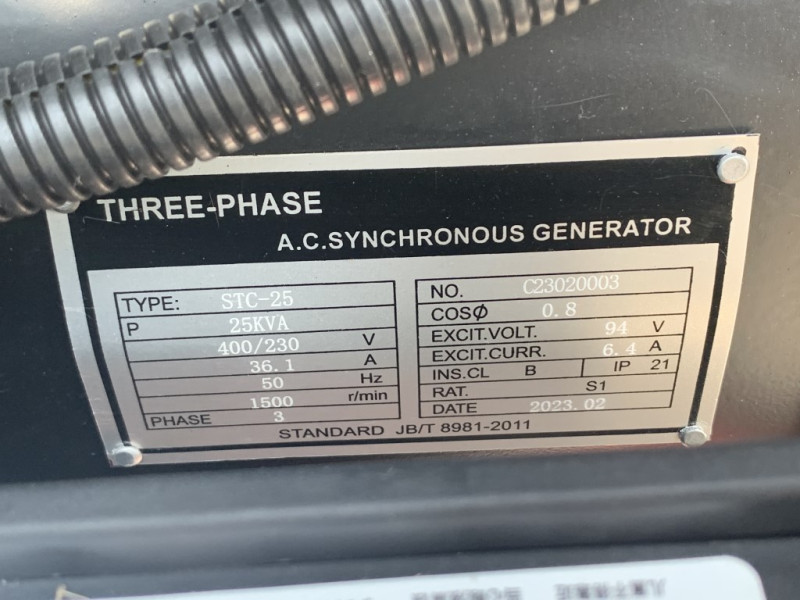 THREE-PHASE
A.C.SYNCHRONOUS GENERATOR
TYPE: STC-25
P 25KVA
400/230 V
36.1 A
50 Hz
1500 r/min
PHASE 3
NO. C23020003
COSØ 0.8
EXCIT.VOLT. 94 V
EXCIT.CURR. 6.4 A
INS.CL B IP 21
RAT. S1
DATE 2023.02
STANDARD JB/T 8981-2011